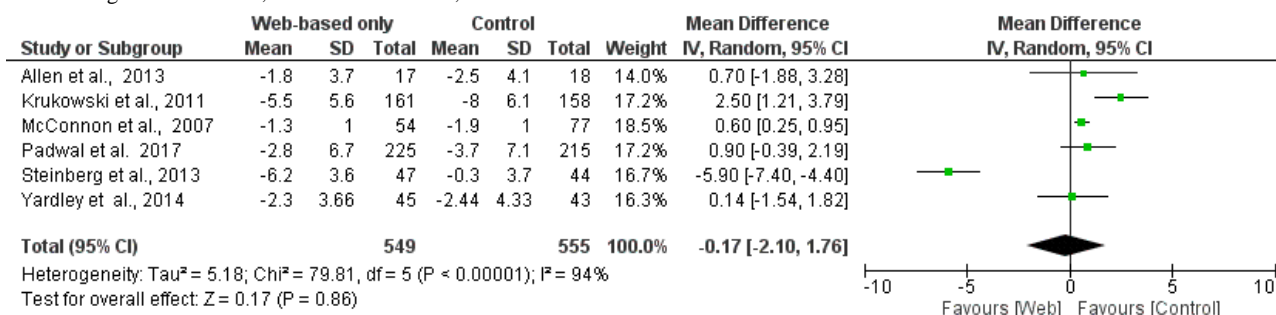 Web-based only Control Mean Difference Mean Difference
Study or Subgroup Mean SD Total Mean SD Total Weight IV, Random, 95% CI IV, Random, 95% CI
Allen et al., 2013 -1.8 3.7 17 -2.5 4.1 18 14.0% 0.70 [-1.88, 3.28]
Krukowski et al., 2011 -5.5 5.6 161 -8 6.1 158 17.2% 2.50 [1.21, 3.79]
McConnon et al., 2007 -1.3 1 54 -1.9 1 77 18.5% 0.60 [0.25, 0.95]
Padwal et al. 2017 -2.8 6.7 225 -3.7 7.1 215 17.2% 0.90 [-0.39, 2.19]
Steinberg et al., 2013 -6.2 3.6 47 -0.3 3.7 44 16.7% -5.90 [-7.40, -4.40]
Yardley et al., 2014 -2.3 3.66 45 -2.44 4.33 43 16.3% 0.14 [-1.54, 1.82]
Total (95% CI) 549 555 100.0% -0.17 [-2.10, 1.76]
Heterogeneity: Tau² = 5.18; Chi² = 79.81, df = 5 (P < 0.00001); I² = 94%
Test for overall effect: Z = 0.17 (P = 0.86)
-10 -5 0 5 10
Favours [Web] Favours [Control]